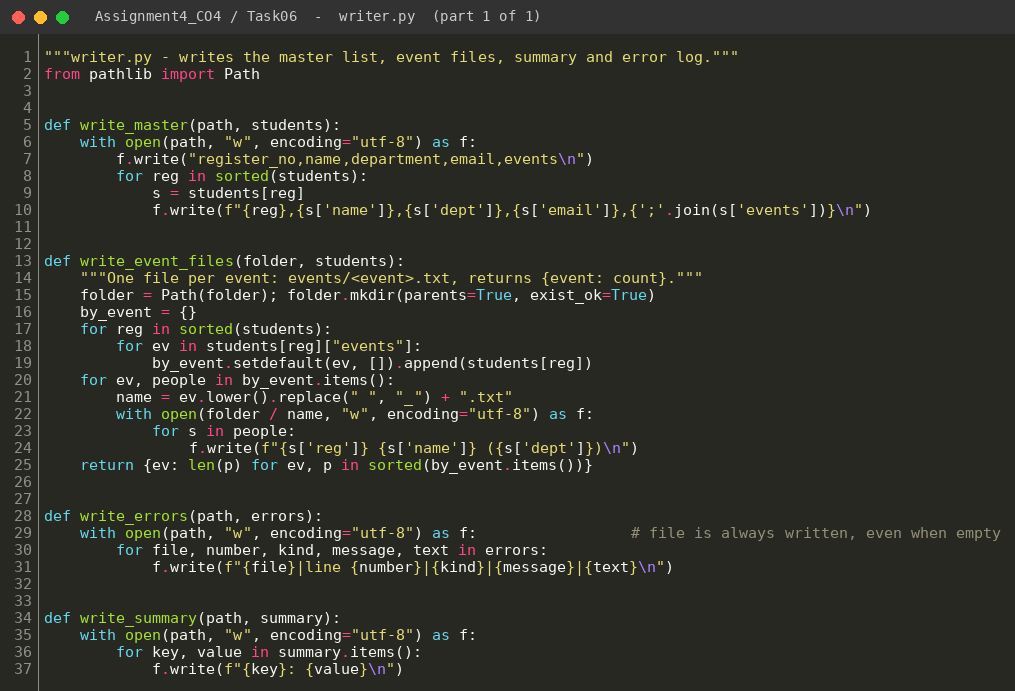 Assignment4_CO4 / Task06  -  writer.py  (part 1 of 1)
1 """writer.py - writes the master list, event files, summary and error log."""
2 from pathlib import Path
3
4
5 def write_master(path, students):
6     with open(path, "w", encoding="utf-8") as f:
7         f.write("register_no,name,department,email,events\n")
8         for reg in sorted(students):
9             s = students[reg]
10             f.write(f"{reg},{s['name']},{s['dept']},{s['email']},{';'.join(s['events'])}\n")
11
12
13 def write_event_files(folder, students):
14     """One file per event: events/<event>.txt, returns {event: count}."""
15     folder = Path(folder); folder.mkdir(parents=True, exist_ok=True)
16     by_event = {}
17     for reg in sorted(students):
18         for ev in students[reg]["events"]:
19             by_event.setdefault(ev, []).append(students[reg])
20     for ev, people in by_event.items():
21         name = ev.lower().replace(" ", "_") + ".txt"
22         with open(folder / name, "w", encoding="utf-8") as f:
23             for s in people:
24                 f.write(f"{s['reg']} {s['name']} ({s['dept']})\n")
25     return {ev: len(p) for ev, p in sorted(by_event.items())}
26
27
28 def write_errors(path, errors):
29     with open(path, "w", encoding="utf-8") as f:                 # file is always written, even when empty
30         for file, number, kind, message, text in errors:
31             f.write(f"{file}|line {number}|{kind}|{message}|{text}\n")
32
33
34 def write_summary(path, summary):
35     with open(path, "w", encoding="utf-8") as f:
36         for key, value in summary.items():
37             f.write(f"{key}: {value}\n")